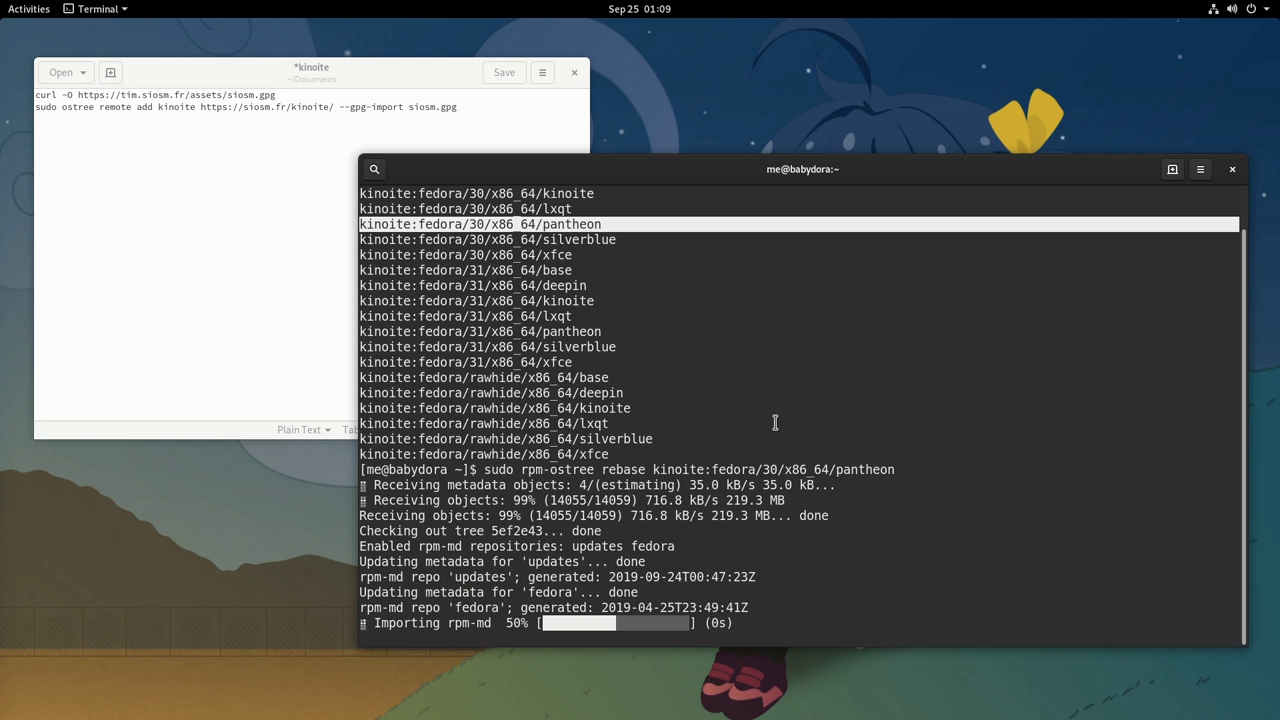 Activities Terminal Sep 25 01:09
Open *kinoite Save
~/Documents
curl -O https://tim.siosm.fr/assets/siosm.gpg
sudo ostree remote add kinoite https://siosm.fr/kinoite/ --gpg-import siosm.gpg
Plain Text Tab
me@babydora:~
kinoite:fedora/30/x86_64/kinoite
kinoite:fedora/30/x86_64/lxqt
kinoite:fedora/30/x86_64/pantheon
kinoite:fedora/30/x86_64/silverblue
kinoite:fedora/30/x86_64/xfce
kinoite:fedora/31/x86_64/base
kinoite:fedora/31/x86_64/deepin
kinoite:fedora/31/x86_64/kinoite
kinoite:fedora/31/x86_64/lxqt
kinoite:fedora/31/x86_64/pantheon
kinoite:fedora/31/x86_64/silverblue
kinoite:fedora/31/x86_64/xfce
kinoite:fedora/rawhide/x86_64/base
kinoite:fedora/rawhide/x86_64/deepin
kinoite:fedora/rawhide/x86_64/kinoite
kinoite:fedora/rawhide/x86_64/lxqt
kinoite:fedora/rawhide/x86_64/silverblue
kinoite:fedora/rawhide/x86_64/xfce
[me@babydora ~]$ sudo rpm-ostree rebase kinoite:fedora/30/x86_64/pantheon
⣿ Receiving metadata objects: 4/(estimating) 35.0 kB/s 35.0 kB...
⣿ Receiving objects: 99% (14055/14059) 716.8 kB/s 219.3 MB
Receiving objects: 99% (14055/14059) 716.8 kB/s 219.3 MB... done
Checking out tree 5ef2e43... done
Enabled rpm-md repositories: updates fedora
Updating metadata for 'updates'... done
rpm-md repo 'updates'; generated: 2019-09-24T00:47:23Z
Updating metadata for 'fedora'... done
rpm-md repo 'fedora'; generated: 2019-04-25T23:49:41Z
⣿ Importing rpm-md 50% [ ] (0s)